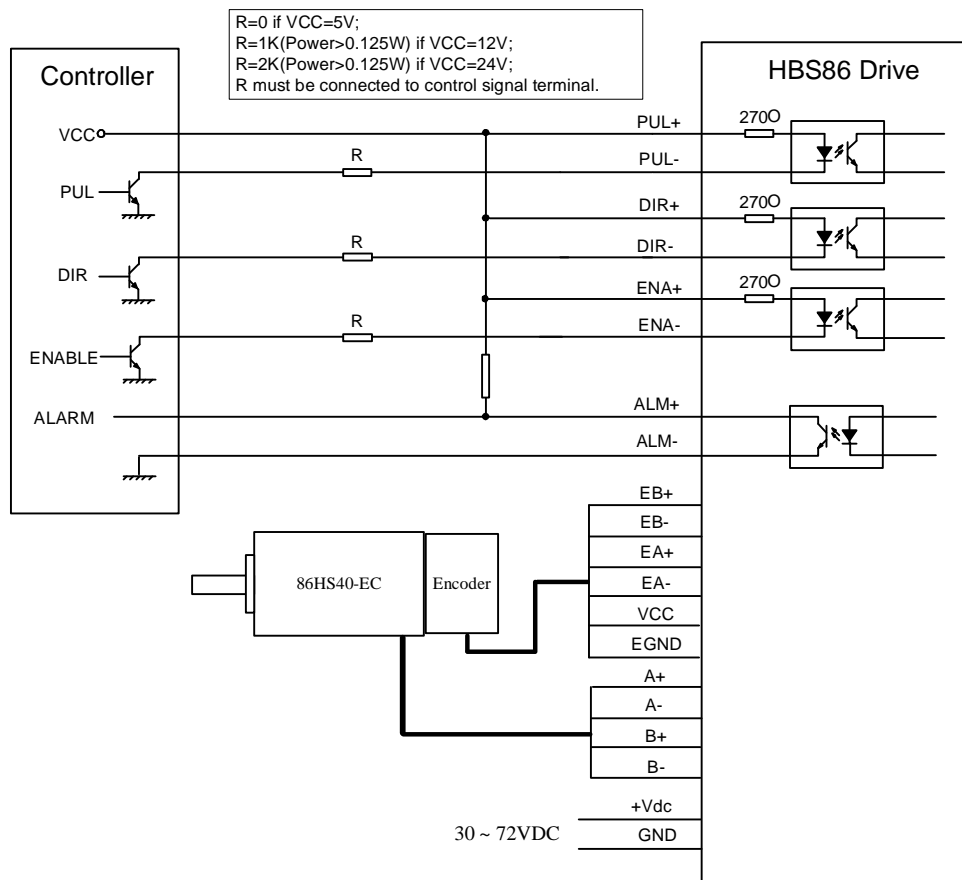 R=0 if VCC=5V;
R=1K(Power>0.125W) if VCC=12V;
R=2K(Power>0.125W) if VCC=24V;
R must be connected to control signal terminal.
Controller
HBS86 Drive
VCC
PUL+
270O
R
PUL-
PUL
DIR+
270O
R
DIR-
DIR
ENA+
270O
R
ENA-
ENABLE
ALARM
ALM+
ALM-
EB+
EB-
EA+
EA-
VCC
EGND
86HS40-EC
Encoder
A+
A-
B+
B-
+Vdc
30 ~ 72VDC
GND